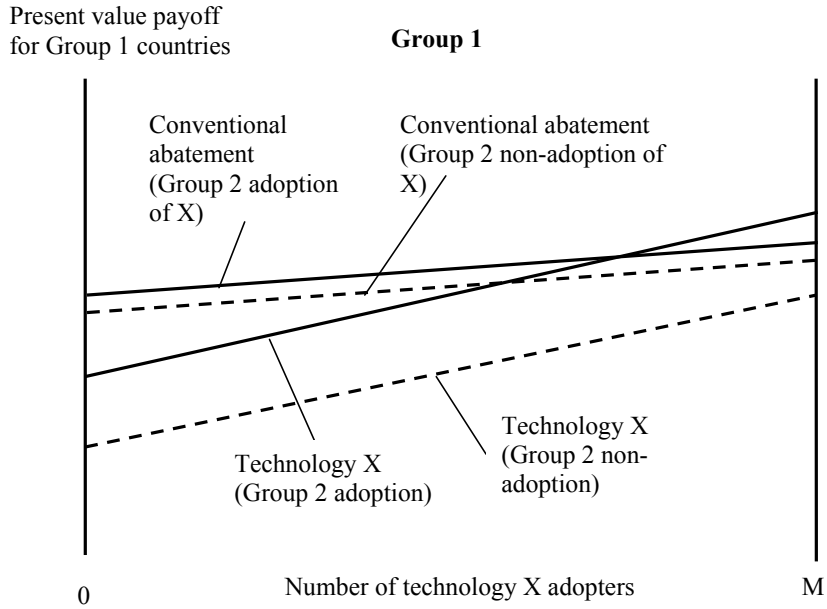 Present value payoff
for Group 1 countries
Group 1
Conventional
abatement
(Group 2 adoption
of X)
Conventional abatement
(Group 2 non-adoption of
X)
Technology X
(Group 2 adoption)
Technology X
(Group 2 non-
adoption)
0
Number of technology X adopters
M